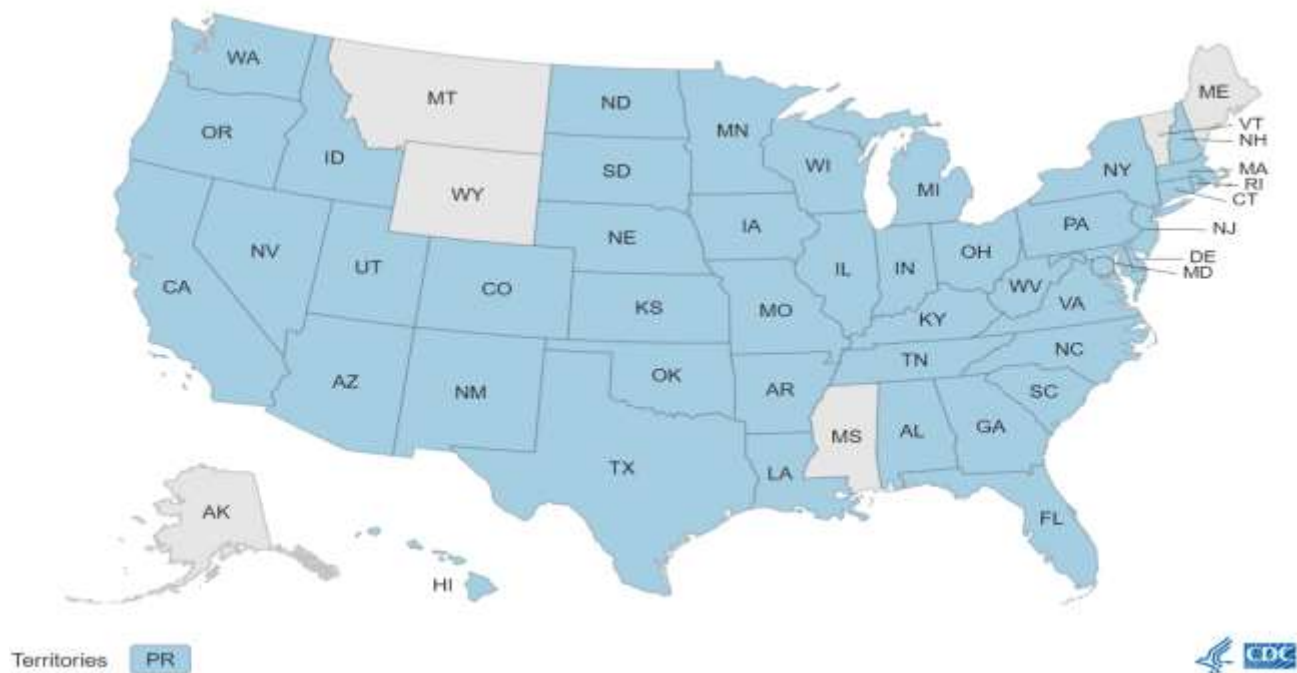 WA
MT
ND
MN
ME
VT
NH
OR
ID
SD
WI
MI
NY
MA
RI
CT
WY
IA
PA
NJ
NE
NV
UT
CO
IL
IN
OH
DE
MD
WV
VA
CA
KS
MO
KY
NC
TN
AZ
NM
OK
AR
SC
MS
AL
GA
TX
LA
FL
AK
HI
Territories PR
CDC